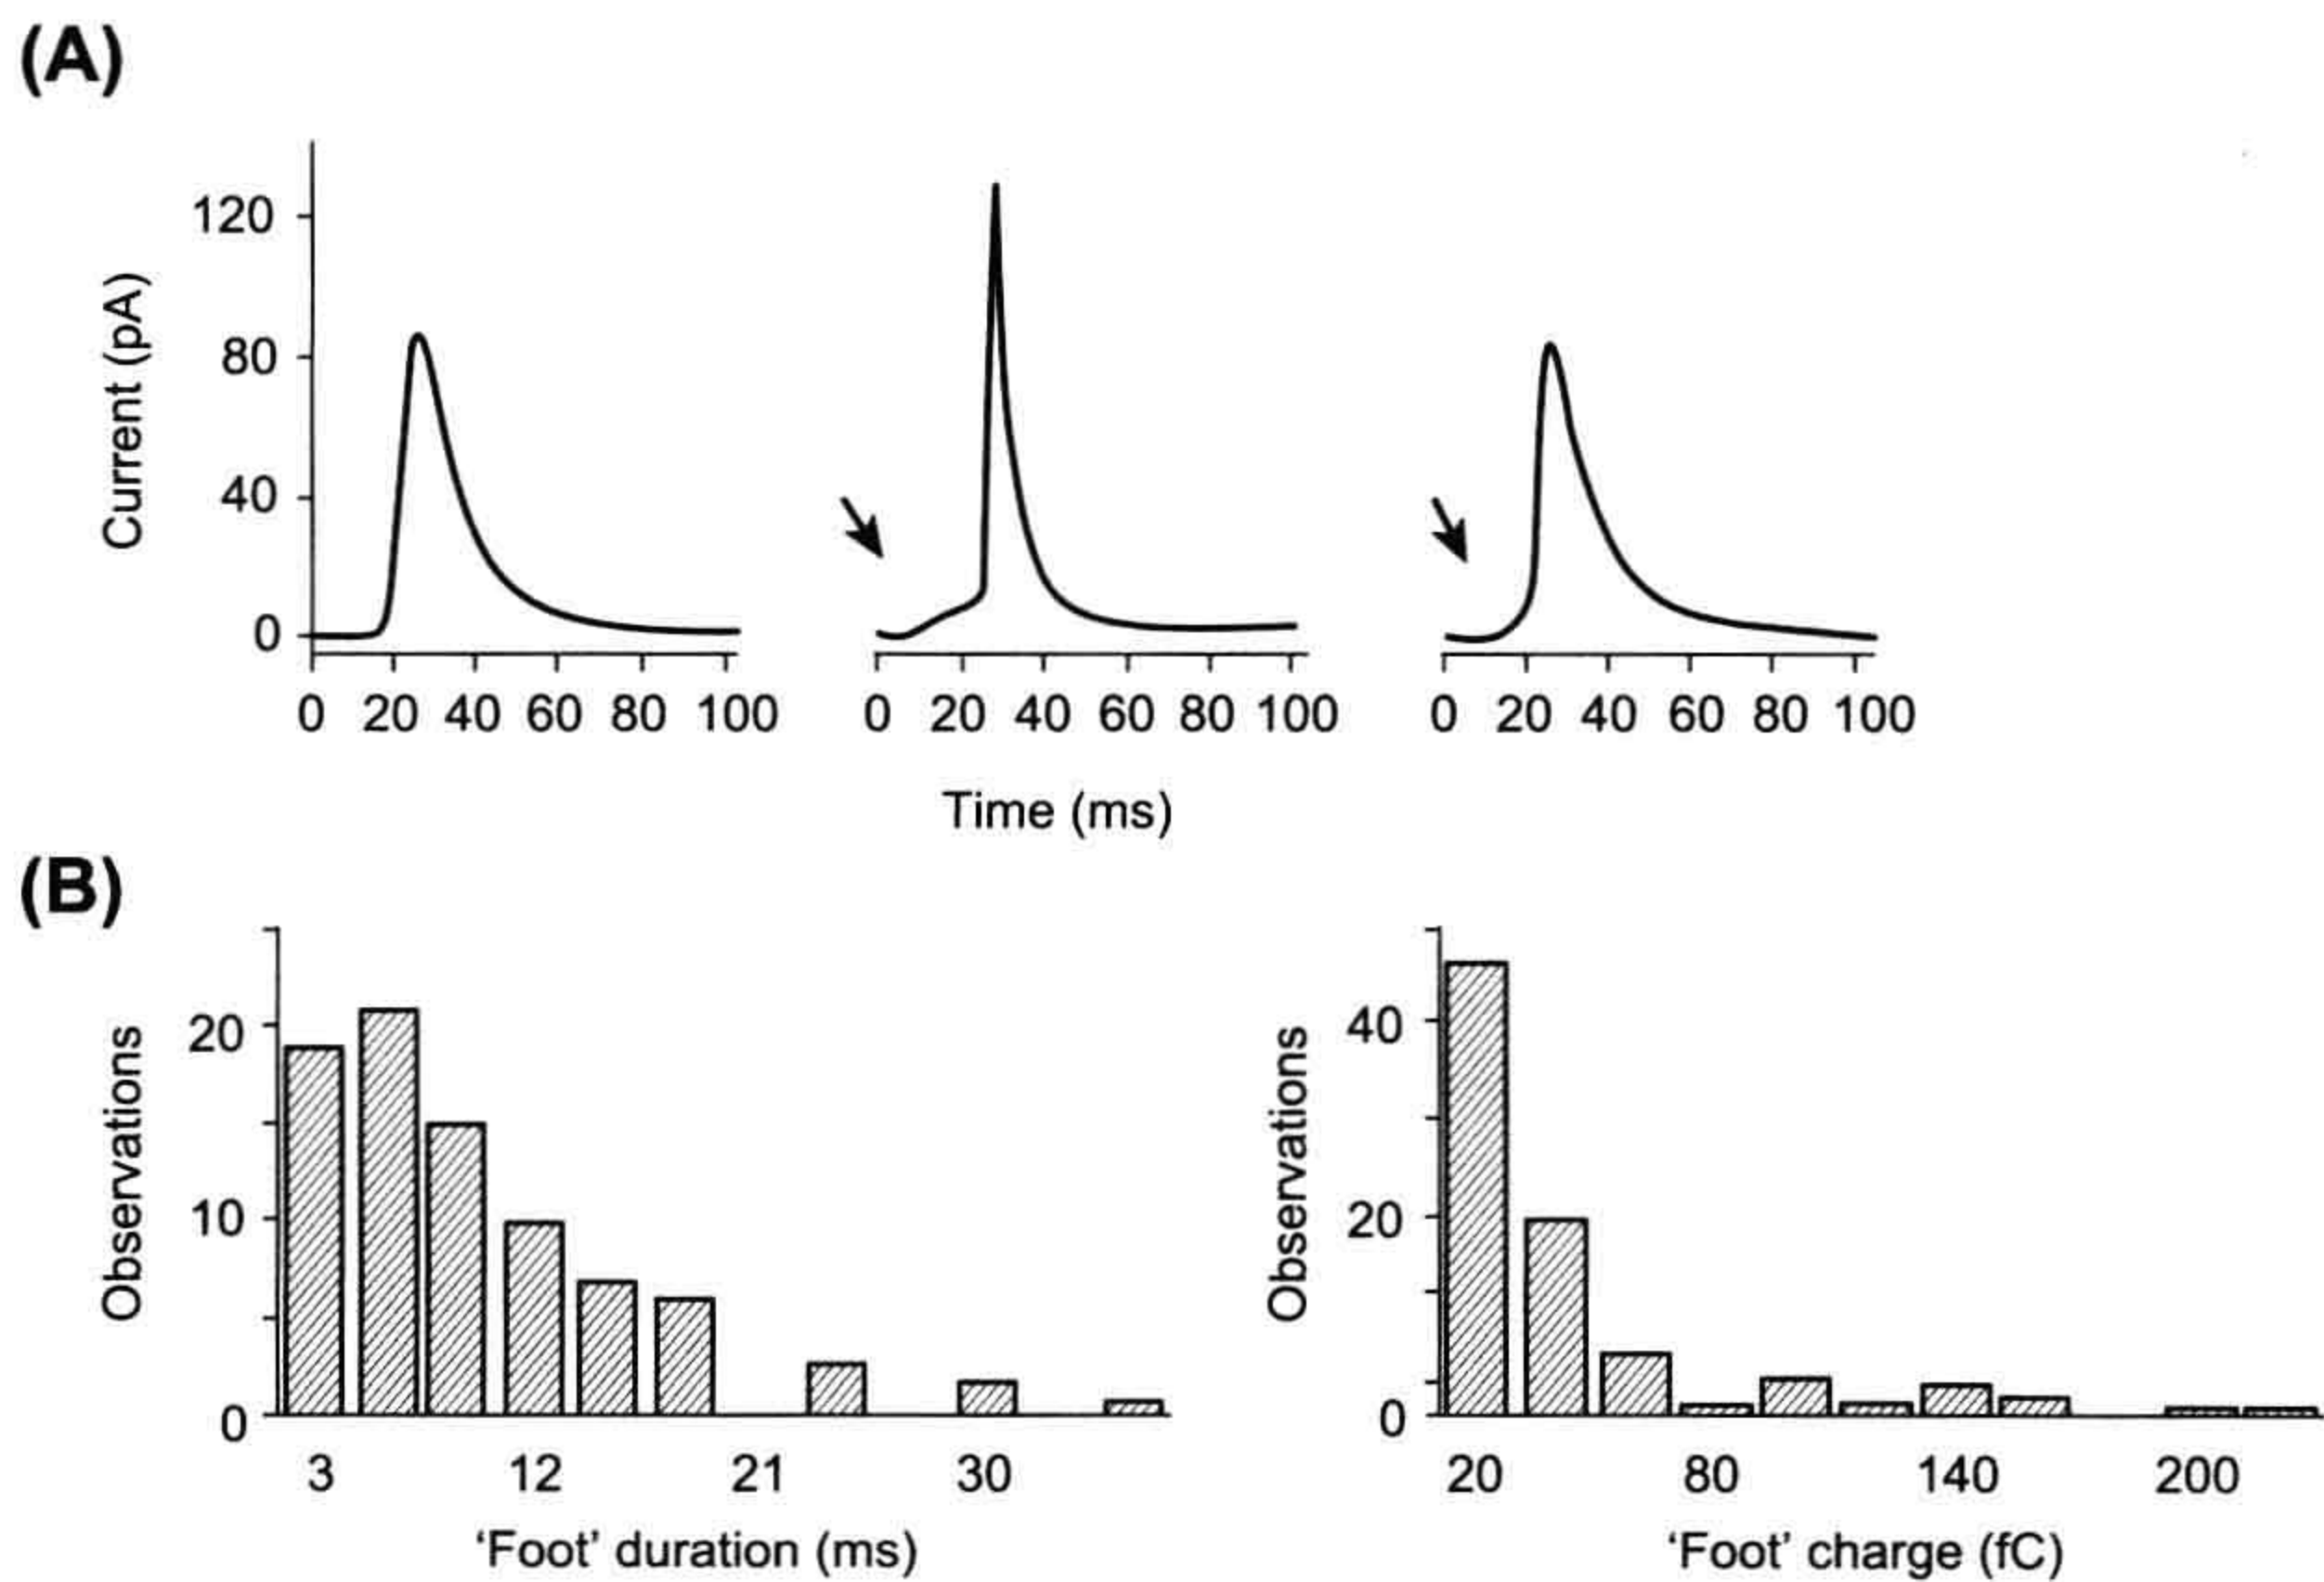 (A)
Current (pA)
120
80
40
0
0 20 40 60 80 100
0 20 40 60 80 100
0 20 40 60 80 100
Time (ms)
(B)
Observations
20
10
0
3 12 21 30
‘Foot’ duration (ms)
Observations
40
20
0
20 80 140 200
‘Foot’ charge (fC)